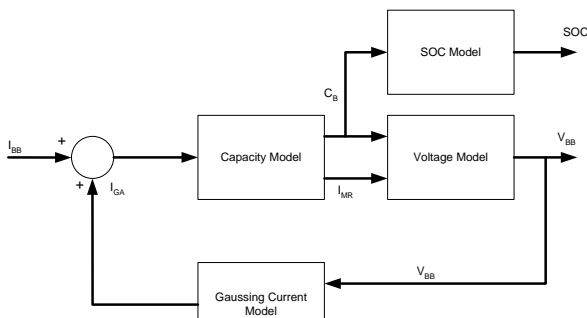 SOC
SOC Model
C_B
I_BB
+
Capacity Model
Voltage Model
V_BB
+
I_GA
I_MR
V_BB
Gaussing Current
Model